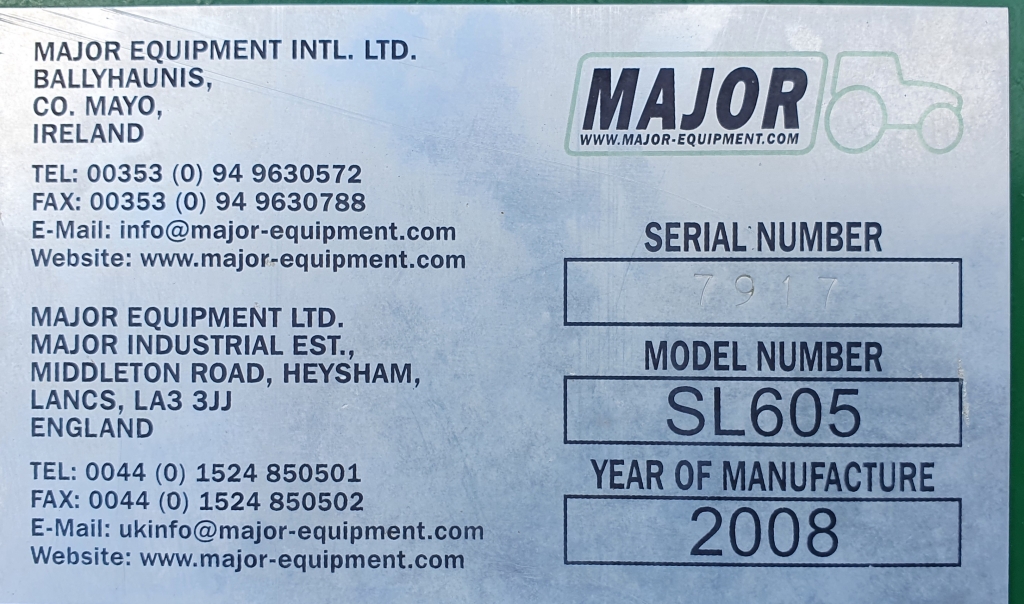 MAJOR EQUIPMENT INTL. LTD.
BALLYHAUNIS,
CO. MAYO,
IRELAND
TEL: 00353 (0) 94 9630572
FAX: 00353 (0) 94 9630788
E-Mail: info@major-equipment.com
Website: www.major-equipment.com
MAJOR EQUIPMENT LTD.
MAJOR INDUSTRIAL EST.,
MIDDLETON ROAD, HEYSHAM,
LANCS, LA3 3JJ
ENGLAND
TEL: 0044 (0) 1524 850501
FAX: 0044 (0) 1524 850502
E-Mail: ukinfo@major-equipment.com
Website: www.major-equipment.com
MAJOR
WWW.MAJOR-EQUIPMENT.COM
SERIAL NUMBER
7917
MODEL NUMBER
SL605
YEAR OF MANUFACTURE
2008